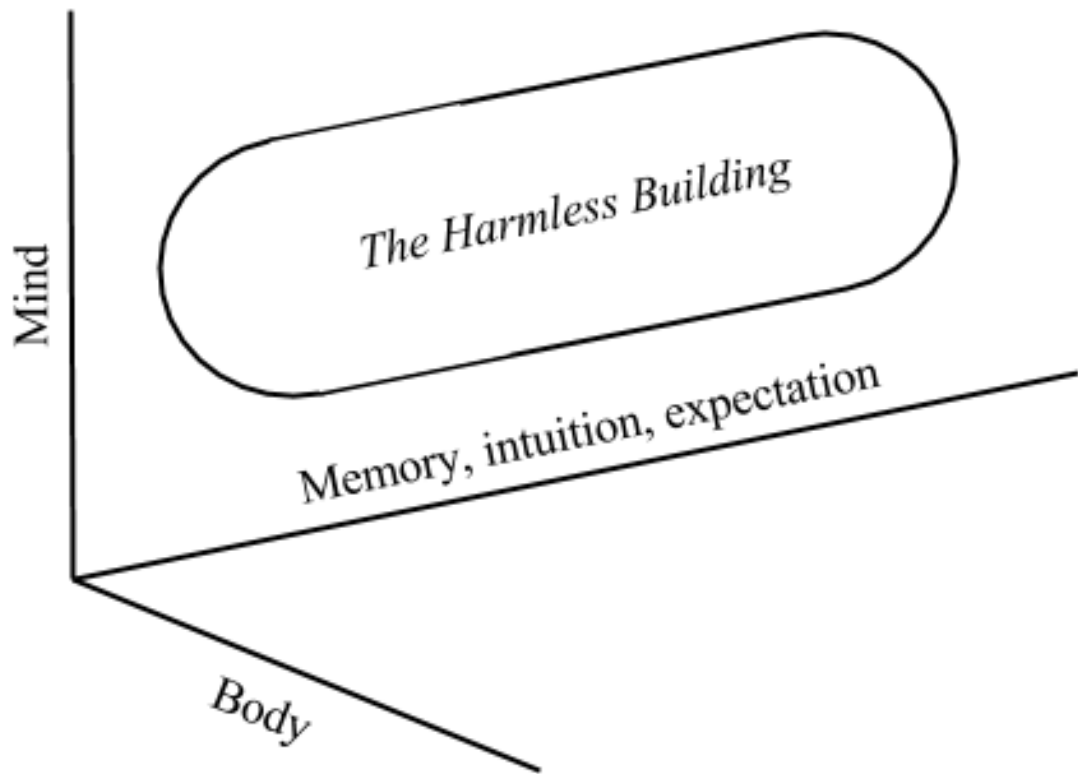 The Harmless Building
Mind
Memory, intuition, expectation
Body